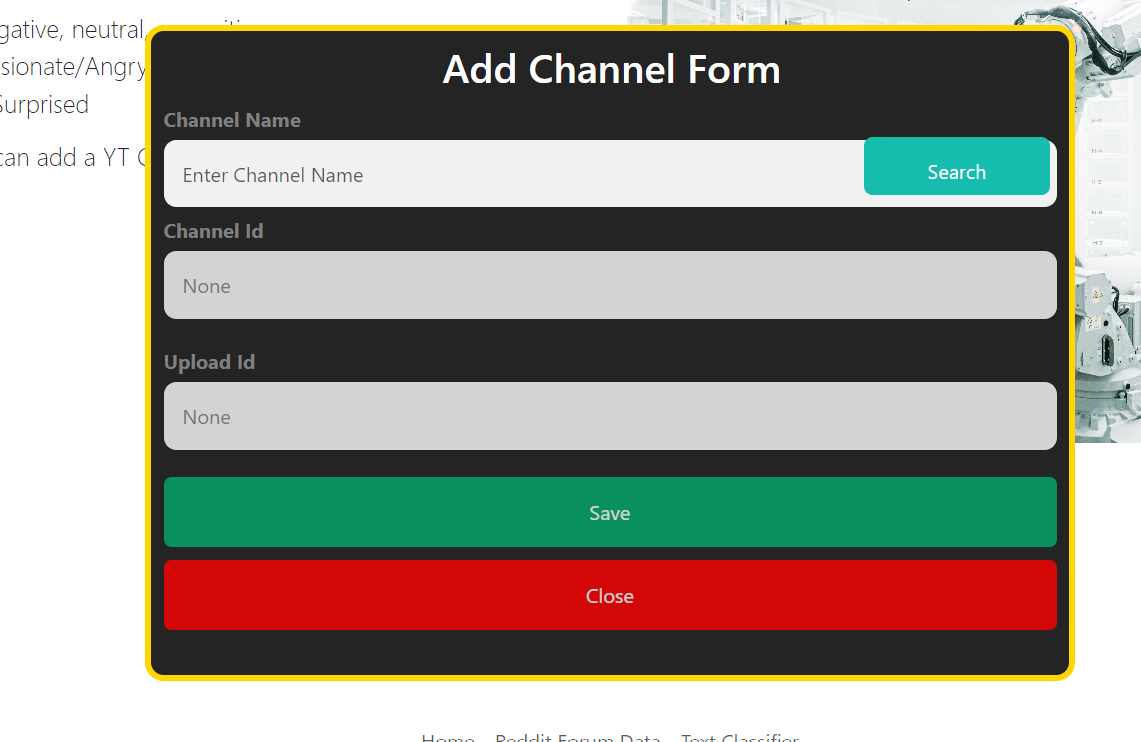 gative, neutral,
Add Channel Form
sionate/Angry
Surprised
Channel Name
can add a YT
Enter Channel Name
Search
Channel Id
None
Upload Id
None
Save
Close
Home Reddit Forum Data Text Classifier